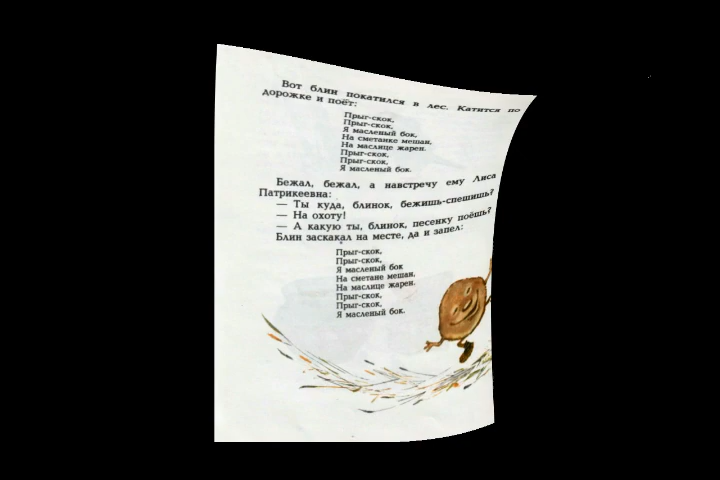 Вот блин покатился в лес. Катится по
дорожке и поёт:
Прыг-скок,
Прыг-скок,
Я масленый бок,
На сметанке мешан,
На маслице жарен.
Прыг-скок,
Прыг-скок,
Я масленый бок.
Бежал, бежал, а навстречу ему Лиса
Патрикеевна:
— Ты куда, блинок, бежишь-спешишь?
— На охоту!
— А какую ты, блинок, песенку поёшь?
Блин заскакал на месте, да и запел:
Прыг-скок,
Прыг-скок,
Я масленый бок
На сметане мешан,
На маслице жарен.
Прыг-скок,
Прыг-скок,
Я масленый бок.